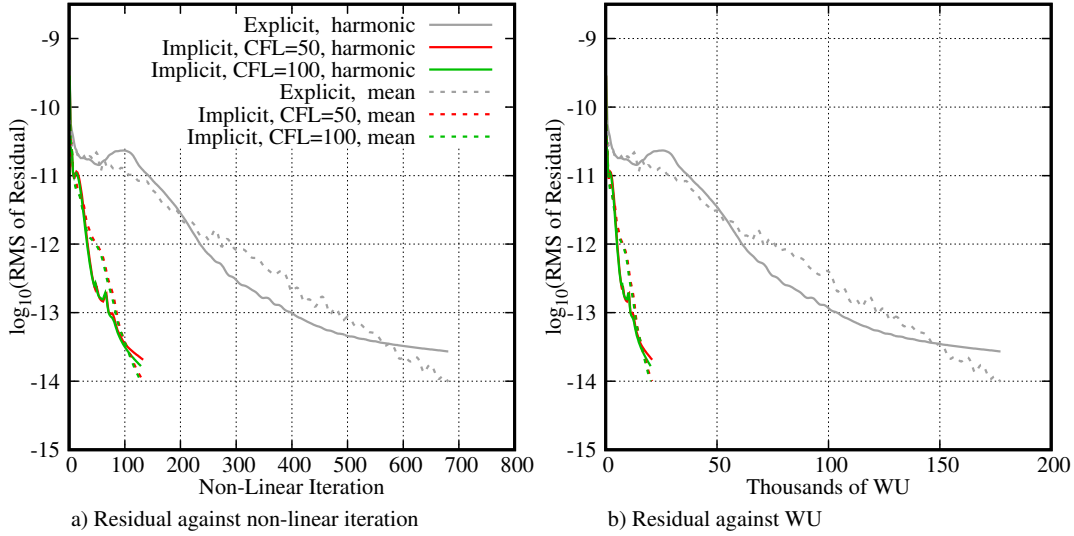 -9
-10
-11
-12
-13
-14
-15
0 100 200 300 400 500 600 700 800
log10(RMS of Residual)
Non-Linear Iteration
Explicit, harmonic
Implicit, CFL=50, harmonic
Implicit, CFL=100, harmonic
Explicit, mean
Implicit, CFL=50, mean
Implicit, CFL=100, mean
a) Residual against non-linear iteration
-9
-10
-11
-12
-13
-14
-15
0 50 100 150 200
log10(RMS of Residual)
Thousands of WU
b) Residual against WU